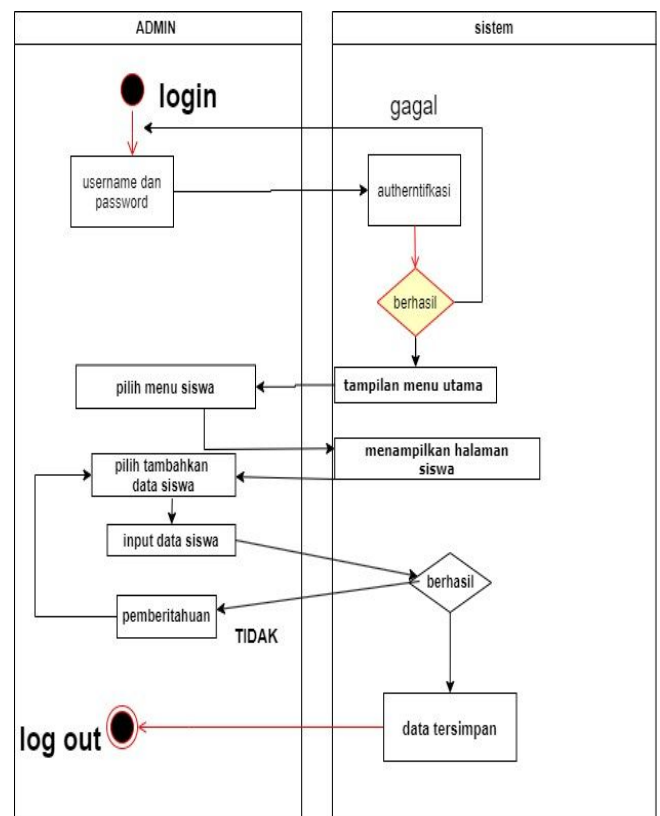 ADMIN
sistem
login
gagal
username dan
password
autherntifkasi
berhasil
pilih menu siswa
tampilan menu utama
menampilkan halaman
siswa
pilih tambahkan
data siswa
input data siswa
berhasil
pemberitahuan
TIDAK
data tersimpan
log out